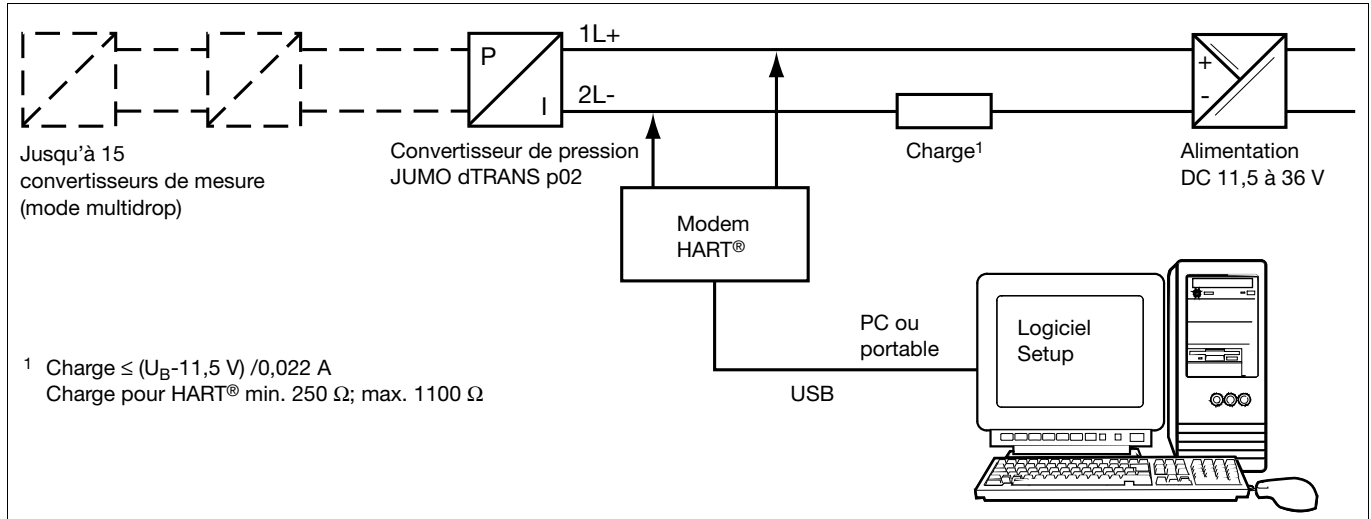 1L+
P
I
2L-
+
-
Jusqu'à 15
convertisseurs de mesure
(mode multidrop)
Convertisseur de pression
JUMO dTRANS p02
Charge¹
Alimentation
DC 11,5 à 36 V
Modem
HART®
PC ou
portable
Logiciel
Setup
USB
¹ Charge ≤ (U_B-11,5 V) /0,022 A
Charge pour HART® min. 250 Ω; max. 1100 Ω